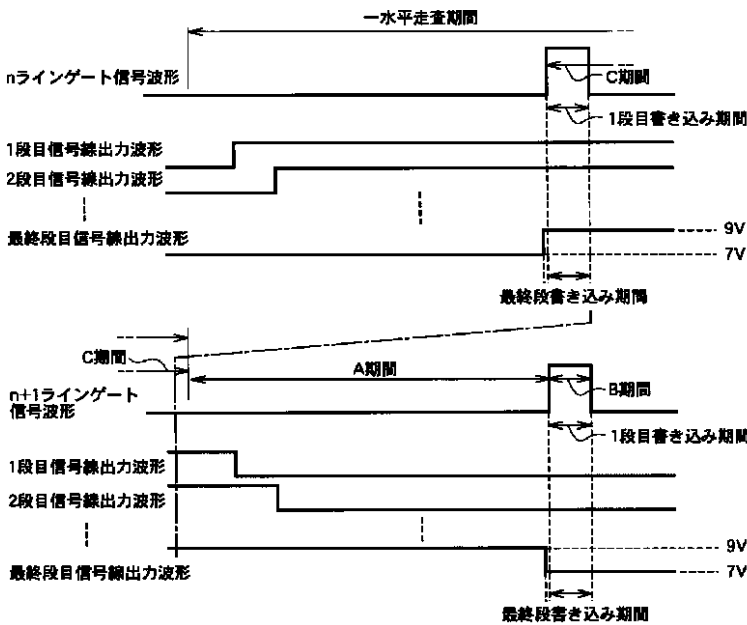 一水平走査期間
nラインゲート信号波形
C期間
1段目書き込み期間
1段目信号線出力波形
2段目信号線出力波形
最終段目信号線出力波形
9V
7V
最終段書き込み期間
C期間
A期間
n+1ラインゲート
信号波形
B期間
1段目書き込み期間
1段目信号線出力波形
2段目信号線出力波形
9V
最終段目信号線出力波形
7V
最終段書き込み期間